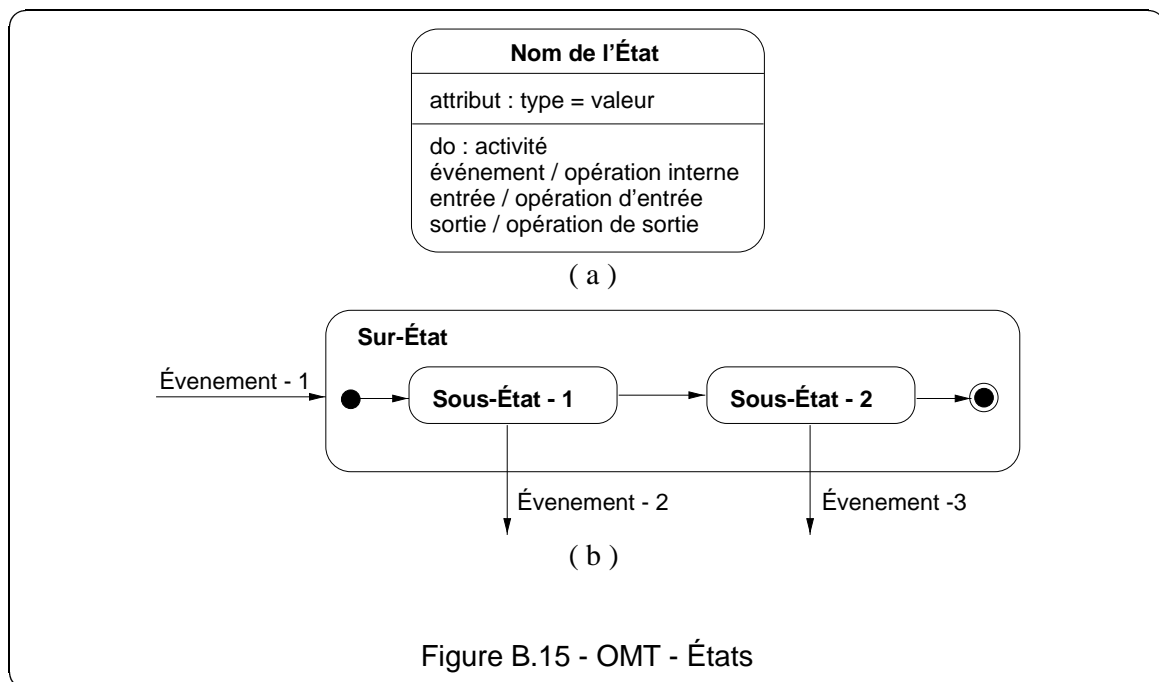 Nom de l'État
attribut : type = valeur
do : activité
événement / opération interne
entrée / opération d'entrée
sortie / opération de sortie
( a )
Sur-État
Évenement - 1
Sous-État - 1
Sous-État - 2
Évenement - 2
Évenement -3
( b )
Figure B.15 - OMT - États